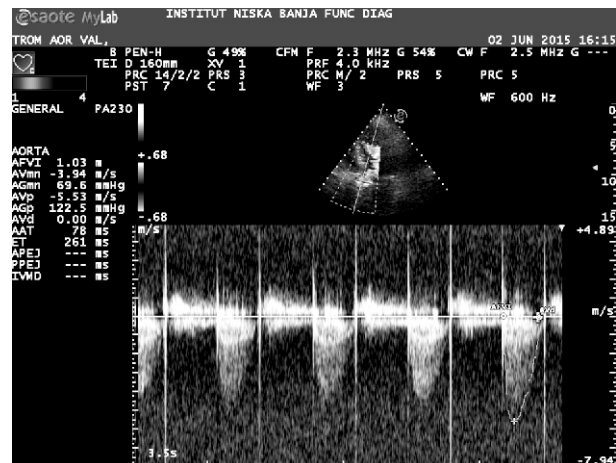 esaote MyLab INSTITUT NISKA BANJA FUNC DIAG
TROM AOR VAL, 02 JUN 2015 16:15
B PEN-H G 49% CFM F 2.3 MHz G 54% CW F 2.5 MHz G ---
TEI D 160mm XV 1 PRF 4.0 kHz
PRC 14/2/2 PRS 3 PRC M/ 2 PRS 5 PRC 5
PST 7 C 1 WF 3 WF 600 Hz
1 4
GENERAL PA230
AORTA
AFVI 1.03 m
AVmn -3.94 m/s
AGmn 69.6 mmHg
AVp -5.53 m/s
AGp 122.5 mmHg
AVd 0.00 m/s
AAT 78 ms
ET 261 ms
APEJ --- ms
PPEJ --- ms
IVMD --- ms
+.68
-.68
m/s
5
10
15
+4.89
m/s
-7.94
3.5s